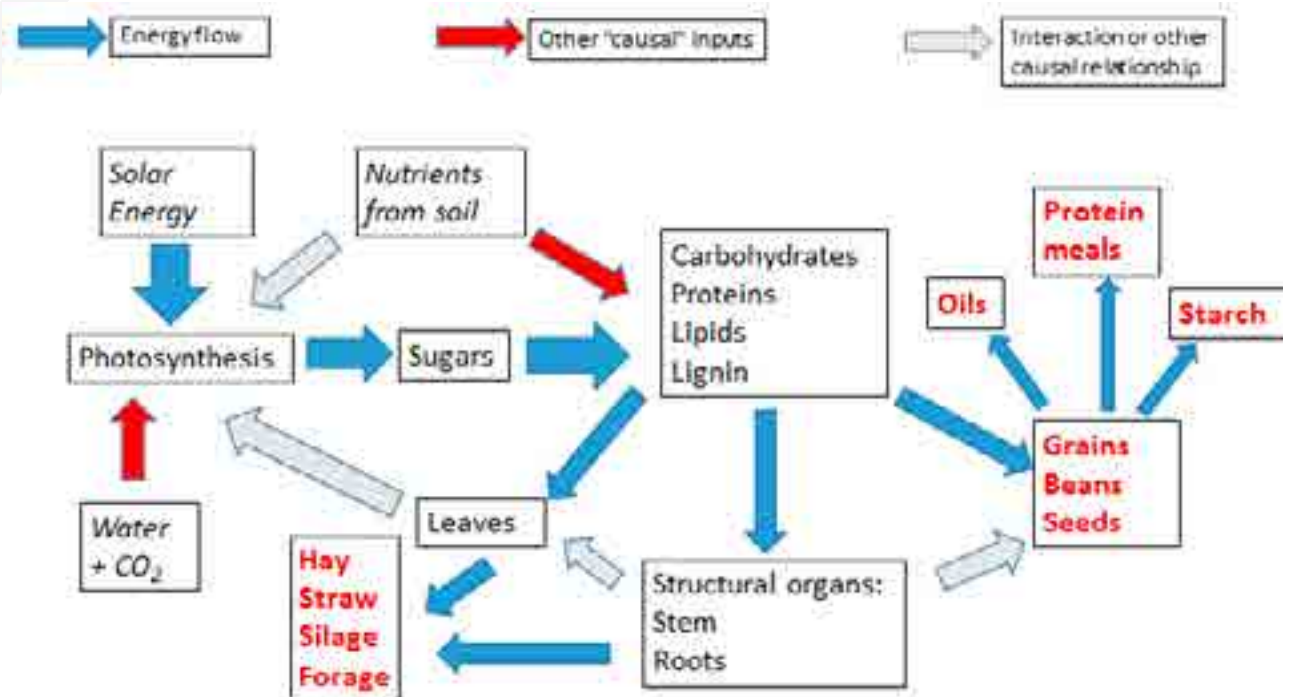 Energy flow
Other "causal" inputs
Interaction or other
causal relationship
Solar
Energy
Nutrients
from soil
Carbohydrates
Proteins
Lipids
Lignin
Protein
meals
Oils
Starch
Photosynthesis
Sugars
Grains
Beans
Seeds
Water
+ CO₂
Leaves
Hay
Straw
Silage
Forage
Structural organs:
Stem
Roots